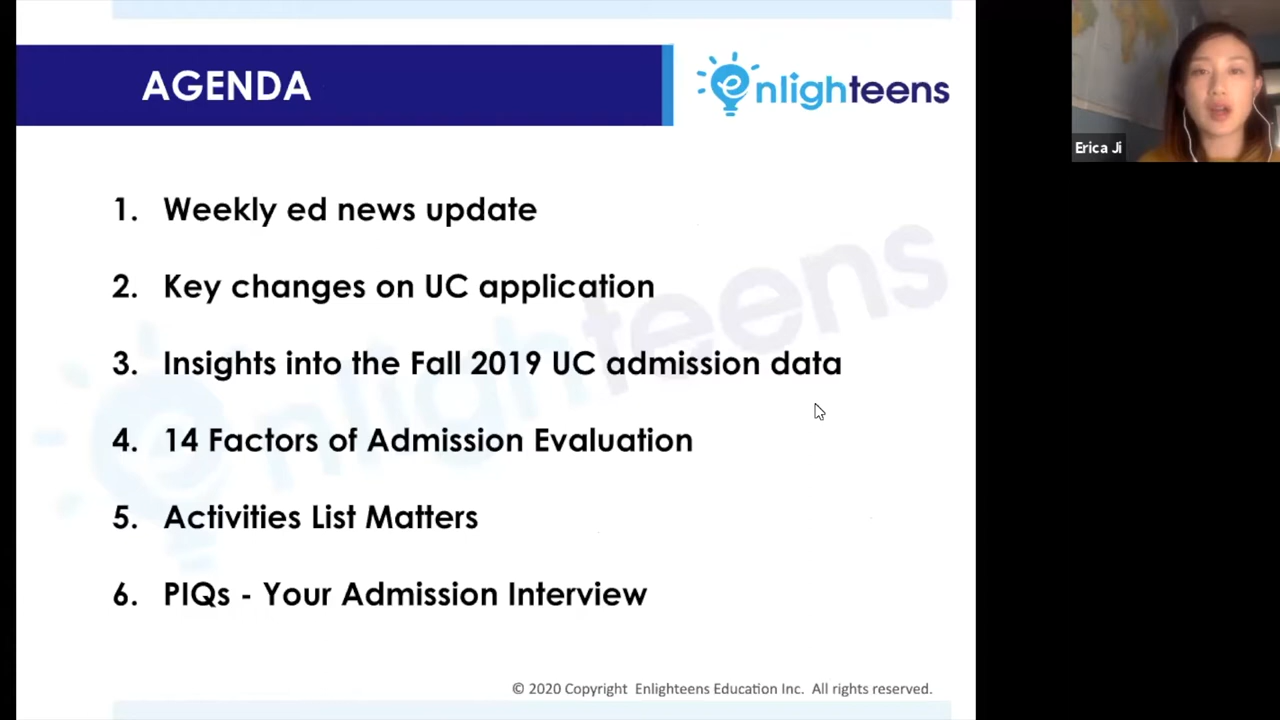 AGENDA
enlighteens
Erica Ji
1. Weekly ed news update
2. Key changes on UC application
3. Insights into the Fall 2019 UC admission data
4. 14 Factors of Admission Evaluation
5. Activities List Matters
6. PIQs - Your Admission Interview
enlighteens
© 2020 Copyright Enlighteens Education Inc. All rights reserved.